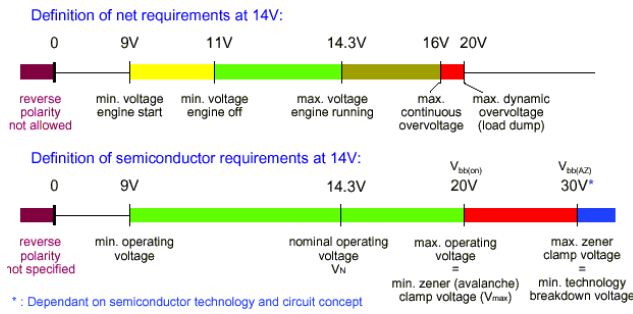 Definition of net requirements at 14V:
0 9V 11V 14.3V 16V 20V
reverse polarity not allowed
min. voltage engine start
min. voltage engine off
max. voltage engine running
max. continuous overvoltage
max. dynamic overvoltage (load dump)
Definition of semiconductor requirements at 14V:
Vbb(on) Vbb(AZ)
0 9V 14.3V 20V 30V*
reverse polarity not specified
min. operating voltage
nominal operating voltage VN
max. operating voltage = min. zener (avalanche) clamp voltage (Vmax)
max. zener clamp voltage = min. technology breakdown voltage
* : Dependant on semiconductor technology and circuit concept